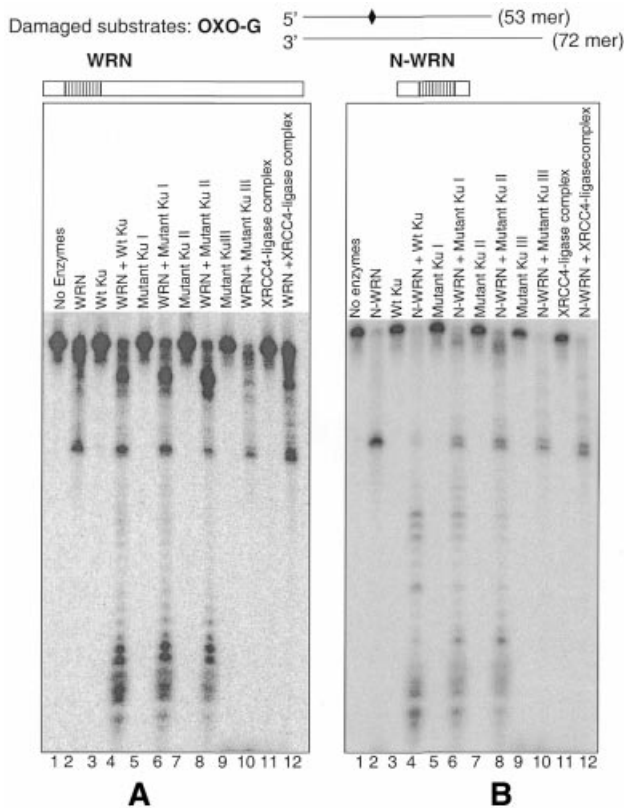 Damaged substrates: OXO-G
5' (53 mer)
3' (72 mer)
WRN
N-WRN
No Enzymes
WRN
Wt Ku
WRN + Wt Ku
Mutant Ku I
WRN + Mutant Ku I
Mutant Ku II
WRN + Mutant Ku II
Mutant KuIII
WRN+ Mutant Ku III
XRCC4-ligase complex
WRN +XRCC4-ligase complex
No enzymes
N-WRN
Wt Ku
N-WRN + Wt Ku
Mutant Ku I
N-WRN + Mutant Ku I
Mutant Ku II
N-WRN + Mutant Ku II
Mutant Ku III
N-WRN + Mutant Ku III
XRCC4-ligase complex
N-WRN + XRCC4-ligasecomplex
1 2 3 4 5 6 7 8 9 10 11 12
1 2 3 4 5 6 7 8 9 10 11 12
A
B